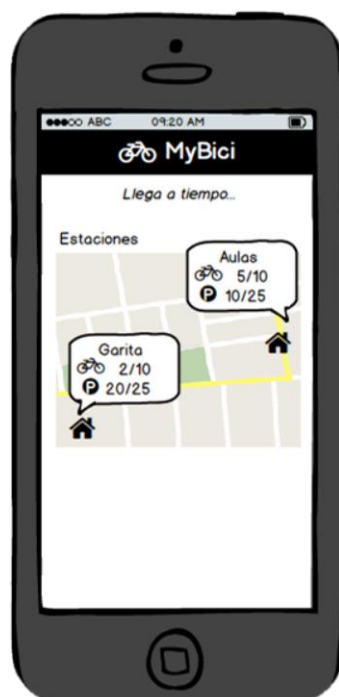 ABC 09:20 AM
MyBici
Llega a tiempo...
Estaciones
Aulas
5/10
P 10/25
Garita
2/10
P 20/25